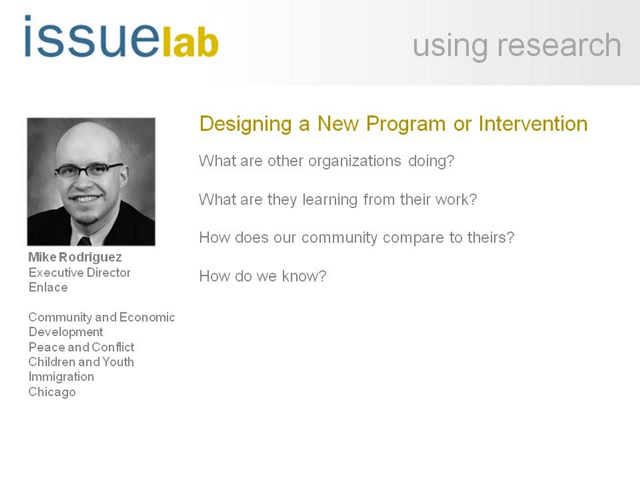 issuelab
using research
Designing a New Program or Intervention
What are other organizations doing?
What are they learning from their work?
How does our community compare to theirs?
How do we know?
Mike Rodriguez
Executive Director
Enlace
Community and Economic
Development
Peace and Conflict
Children and Youth
Immigration
Chicago